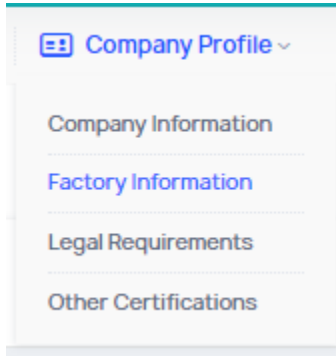 Company Profile
Company Information
Factory Information
Legal Requirements
Other Certifications